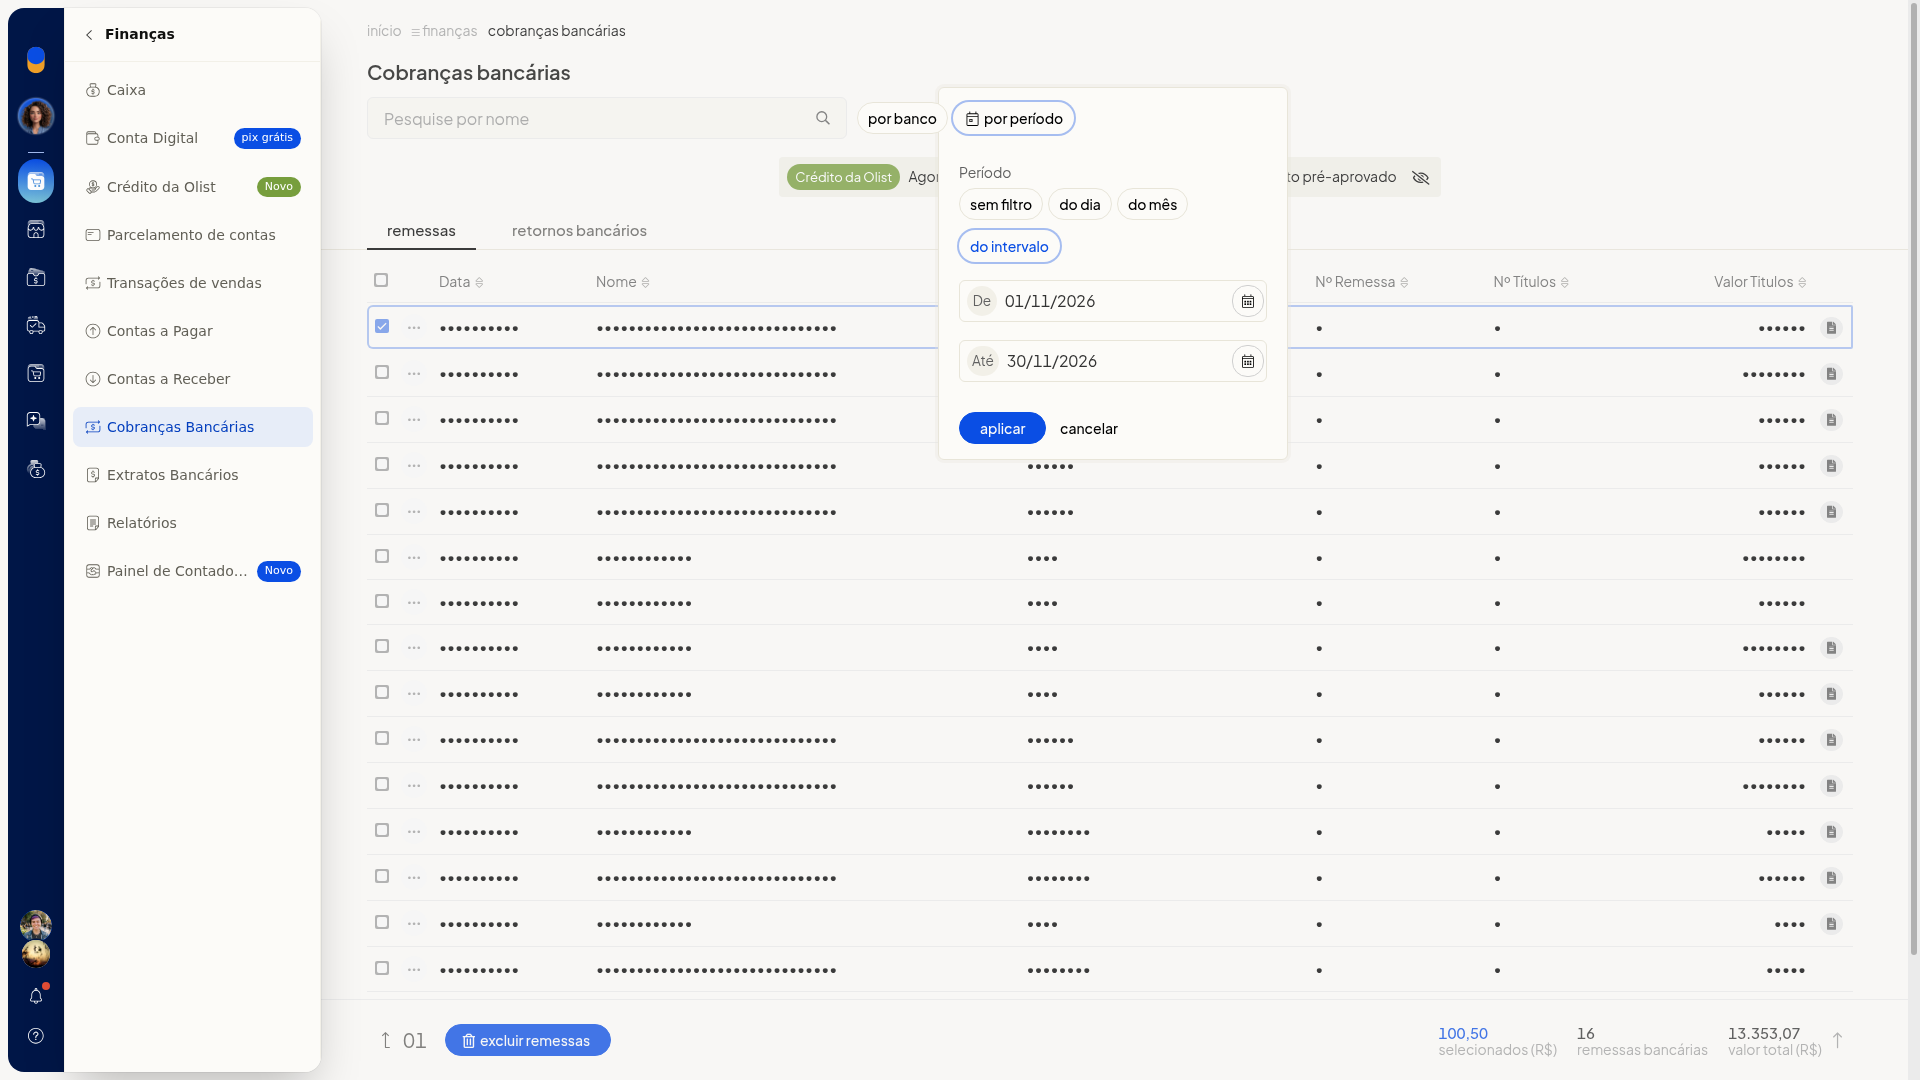 Finanças
Caixa
Conta Digital pix grátis
Crédito da Olist Novo
Parcelamento de contas
Transações de vendas
Contas a Pagar
Contas a Receber
Cobranças Bancárias
Extratos Bancários
Relatórios
Painel de Contado... Novo
início finanças cobranças bancárias
Cobranças bancárias
Pesquise por nome
por banco
por período
Crédito da Olist Agor
to pré-aprovado
Período
sem filtro do dia do mês
do intervalo
De 01/11/2026
Até 30/11/2026
aplicar cancelar
remessas retornos bancários
Data Nome Nº Remessa Nº Títulos Valor Titulos
•••••••••• •••••••••••••••••••••••••••••• • • ••••••
•••••••••• •••••••••••••••••••••••••••••• • • ••••••••
•••••••••• •••••••••••••••••••••••••••••• • • ••••••
•••••••••• •••••••••••••••••••••••••••••• •••••• • • ••••••
•••••••••• •••••••••••••••••••••••••••••• •••••• • • ••••••
•••••••••• •••••••••••• •••• • • ••••••••
•••••••••• •••••••••••• •••• • • ••••••
•••••••••• •••••••••••• •••• • • ••••••••
•••••••••• •••••••••••• •••• • • ••••••
•••••••••• •••••••••••••••••••••••••••••• •••••• • • ••••••
•••••••••• •••••••••••••••••••••••••••••• •••••• • • ••••••••
•••••••••• •••••••••••• •••••••• • • •••••
•••••••••• •••••••••••••••••••••••••••••• •••••••• • • ••••••
•••••••••• •••••••••••• •••• • • ••••
•••••••••• •••••••••••••••••••••••••••••• •••••••• • • •••••
01 excluir remessas
100,50 16 13.353,07
selecionados (R$) remessas bancárias valor total (R$)